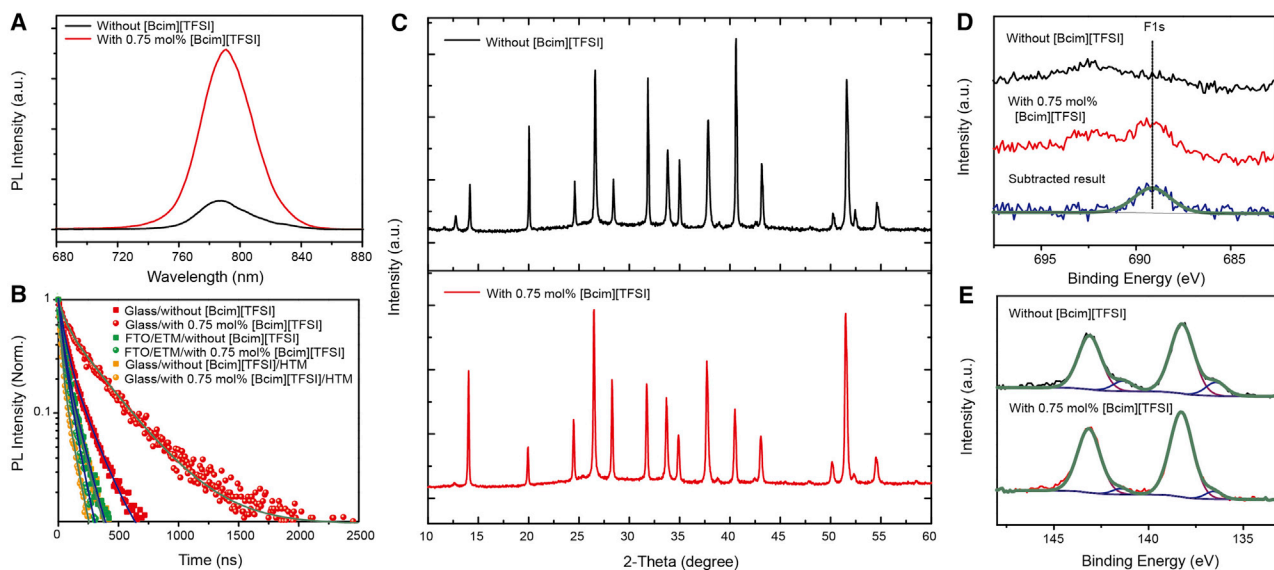 A
Without [Bcim][TFSI]
With 0.75 mol% [Bcim][TFSI]
PL Intensity (a.u.)
680 720 760 800 840 880
Wavelength (nm)
B
Glass/without [Bcim][TFSI]
Glass/with 0.75 mol% [Bcim][TFSI]
FTO/ETM/without [Bcim][TFSI]
FTO/ETM/with 0.75 mol% [Bcim][TFSI]
Glass/without [Bcim][TFSI]/HTM
Glass/with 0.75 mol% [Bcim][TFSI]/HTM
PL Intensity (Norm.)
1
0.1
0 500 1000 1500 2000 2500
Time (ns)
C
Without [Bcim][TFSI]
With 0.75 mol% [Bcim][TFSI]
Intensity (a.u.)
10 15 20 25 30 35 40 45 50 55 60
2-Theta (degree)
D
F1s
Without [Bcim][TFSI]
With 0.75 mol%
[Bcim][TFSI]
Subtracted result
Intensity (a.u.)
695 690 685
Binding Energy (eV)
E
Without [Bcim][TFSI]
With 0.75 mol% [Bcim][TFSI]
Intensity (a.u.)
145 140 135
Binding Energy (eV)